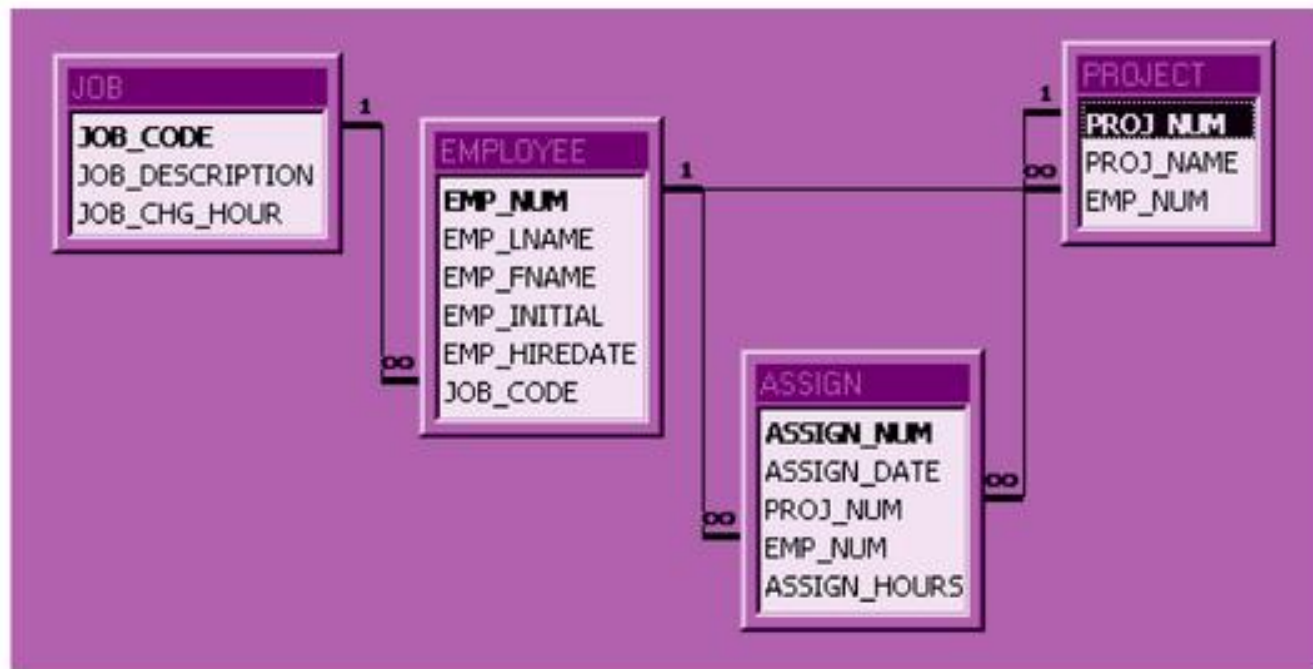 JOB
JOB_CODE
JOB_DESCRIPTION
JOB_CHG_HOUR
1
∞
EMPLOYEE
EMP_NUM
EMP_LNAME
EMP_FNAME
EMP_INITIAL
EMP_HIREDATE
JOB_CODE
1
∞
ASSIGN
ASSIGN_NUM
ASSIGN_DATE
PROJ_NUM
EMP_NUM
ASSIGN_HOURS
∞
1
∞
PROJECT
PROJ_NUM
PROJ_NAME
EMP_NUM